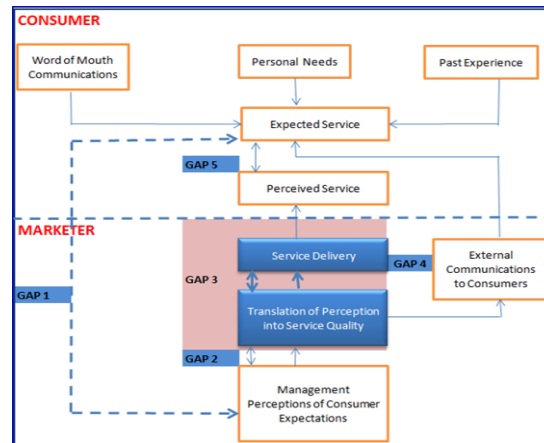 CONSUMER
Word of Mouth
Communications
Personal Needs
Past Experience
Expected Service
GAP 5
Perceived Service
MARKETER
Service Delivery
GAP 4
External
Communications
to Consumers
GAP 3
GAP 1
Translation of Perception
into Service Quality
GAP 2
Management
Perceptions of Consumer
Expectations